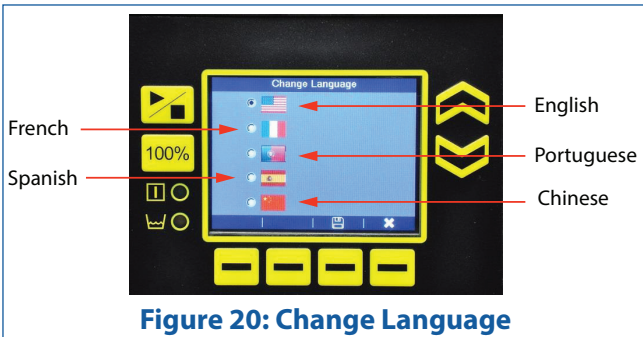 Change Language
English
French
100%
Portuguese
Spanish
Chinese
Figure 20: Change Language